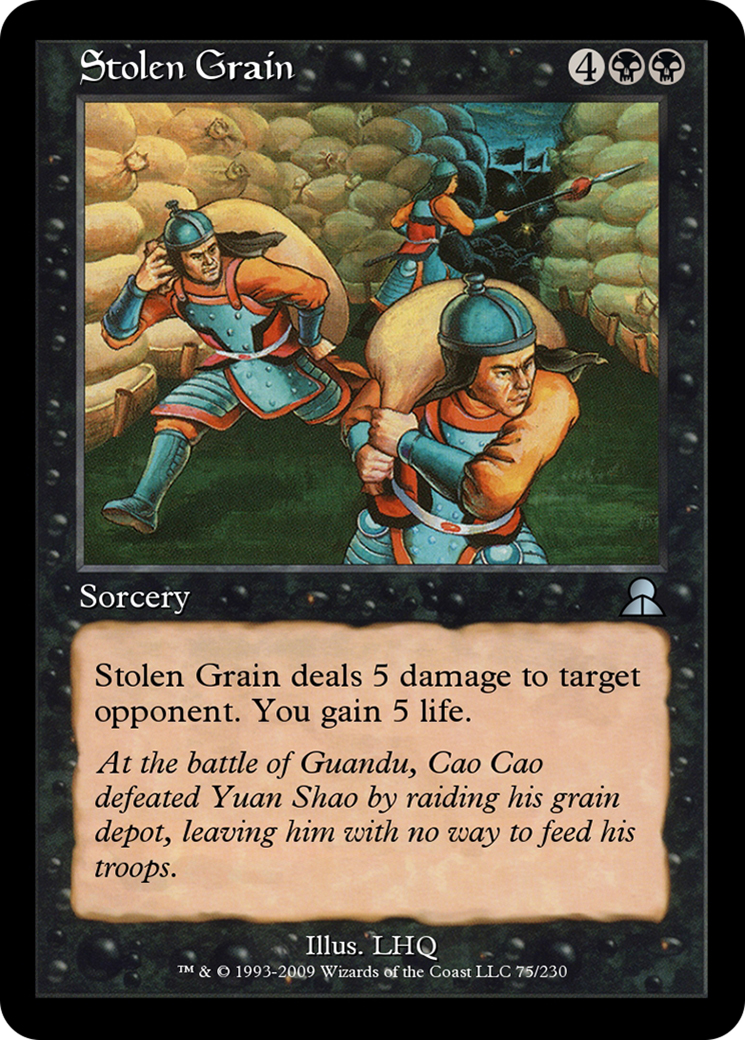 Stolen Grain 4
Sorcery
Stolen Grain deals 5 damage to target
opponent. You gain 5 life.
At the battle of Guandu, Cao Cao
defeated Yuan Shao by raiding his grain
depot, leaving him with no way to feed his
troops.
Illus. LHQ
™ & © 1993-2009 Wizards of the Coast LLC 75/230